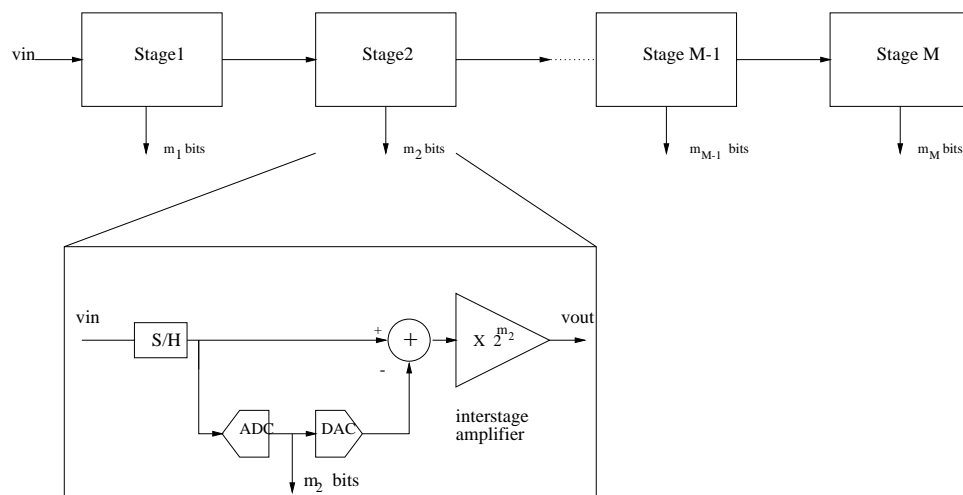 vin
Stage1
Stage2
Stage M-1
Stage M
m1 bits
m2 bits
mM-1 bits
mM bits
vin
S/H
+
+
-
X 2m2
vout
interstage
amplifier
ADC
DAC
m2 bits